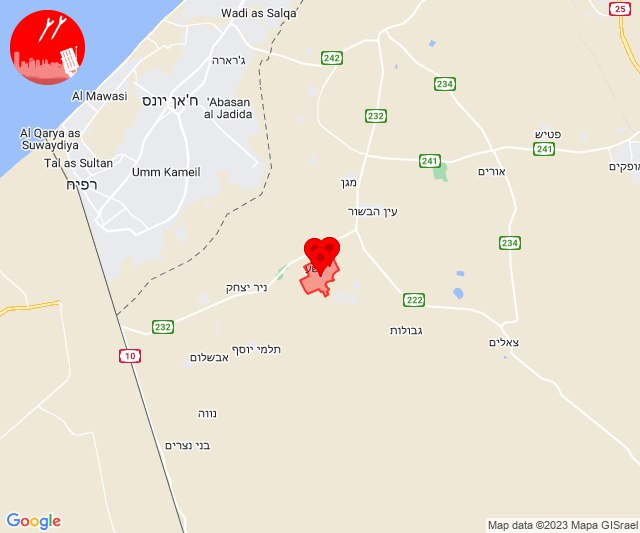 Wadi as Salqa
25
ג'רארה
242
234
Al Mawasi
ח'אן יונס
'Abasan
al Jadida
232
Al Qarya as
Suwaydiya
פטיש
241
241
Tal as Sultan
אופקים
Umm Kameil
אורים
רפיח
מגן
עין הבשור
234
ניר יצחק
222
232
גבולות
צאלים
תלמי יוסף
10
אבשלום
נווה
בני נצרים
Google
Map data ©2023 Mapa GISrael